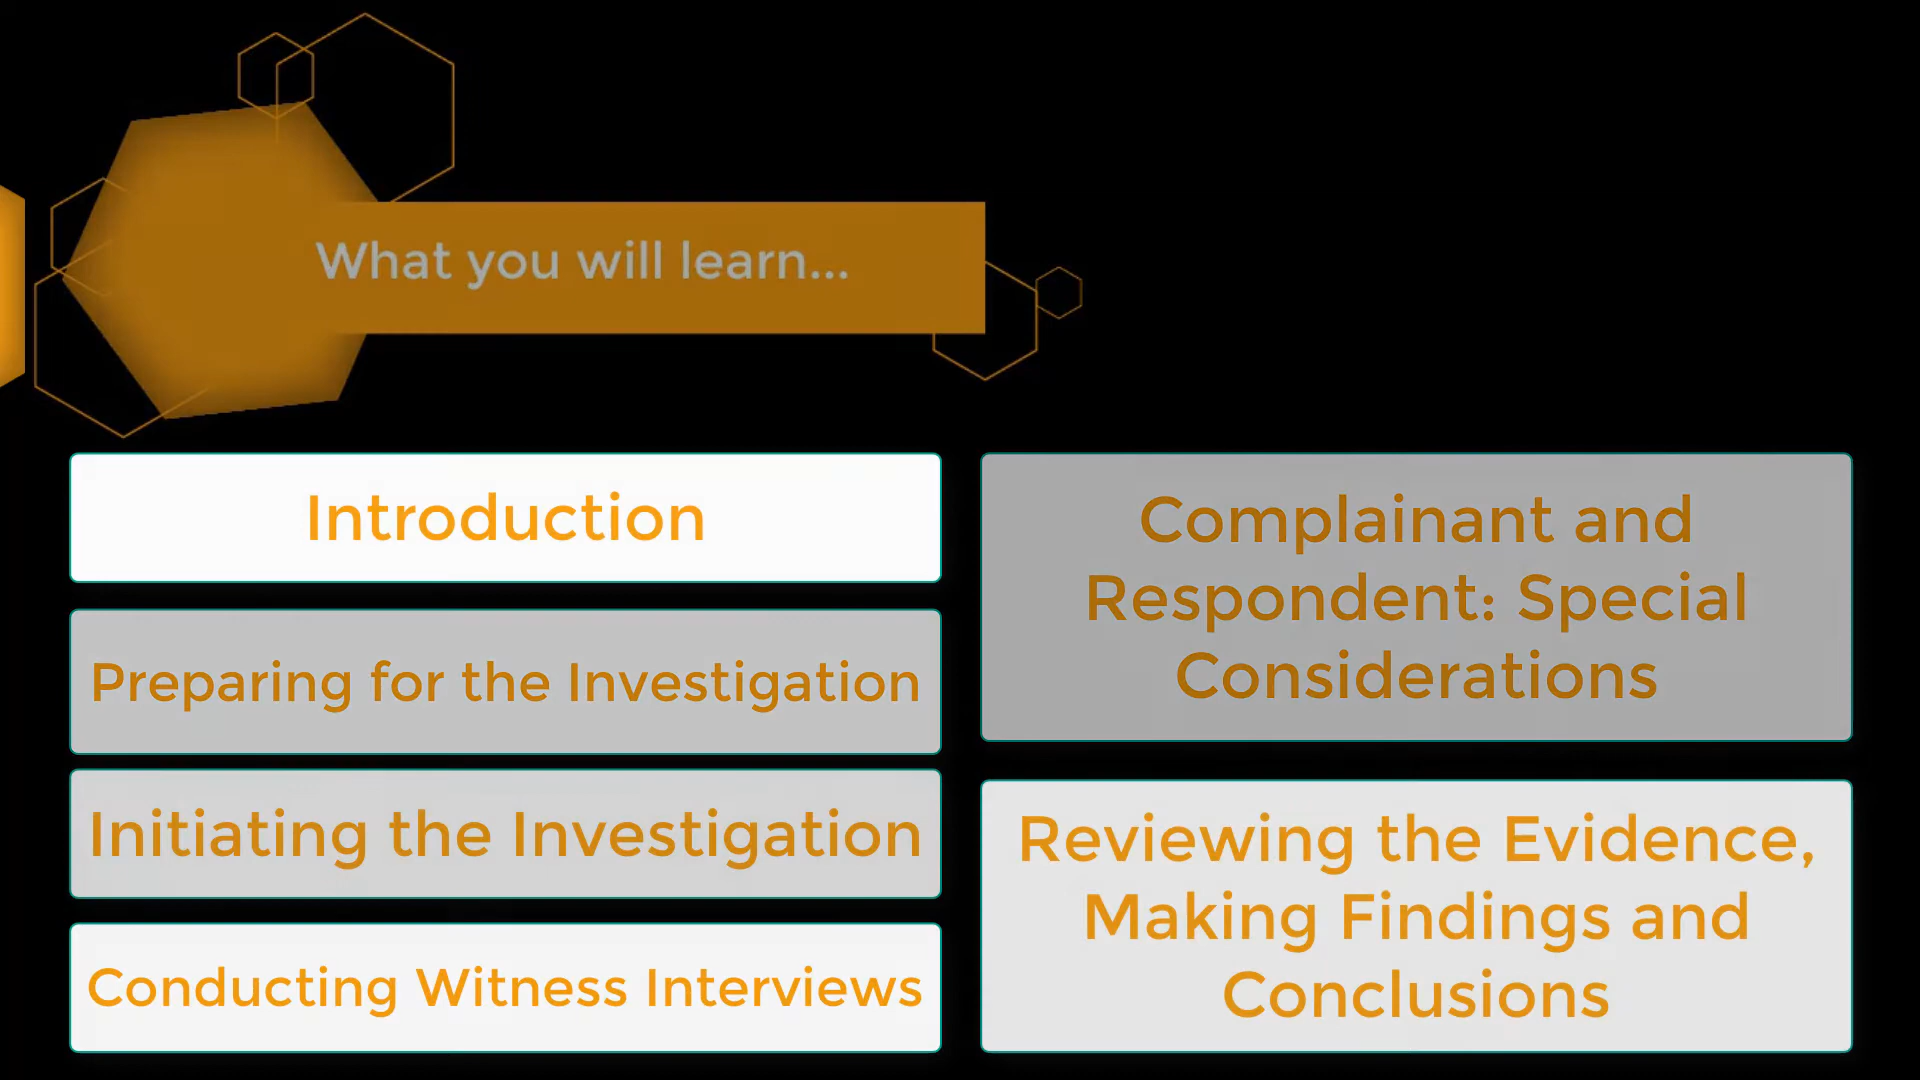 What you will learn...
Introduction
Preparing for the Investigation
Initiating the Investigation
Conducting Witness Interviews
Complainant and
Respondent: Special
Considerations
Reviewing the Evidence,
Making Findings and
Conclusions